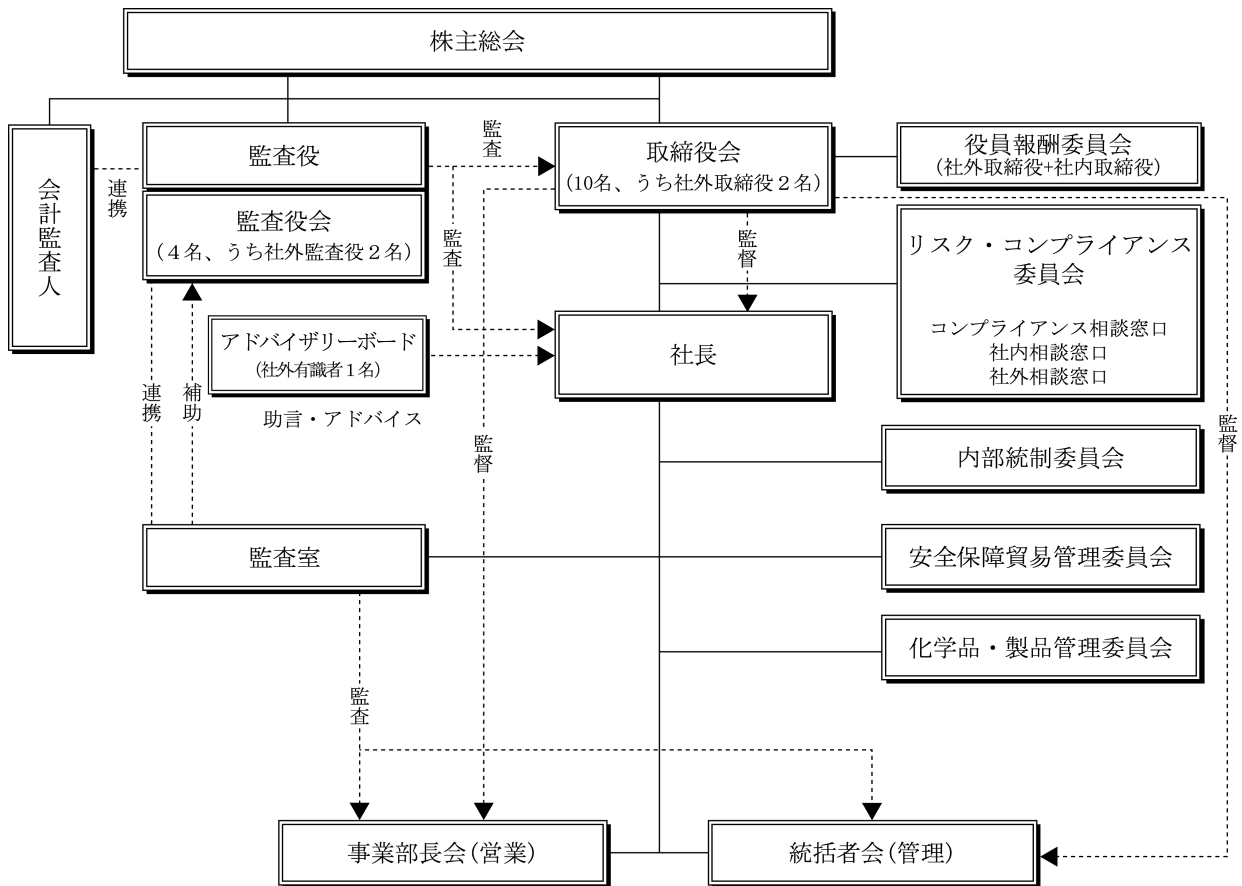 株主総会
会計監査人
連携
監査役
監査役会
（４名、うち社外監査役２名）
監査
監査
取締役会
（10名、うち社外取締役２名）
役員報酬委員会
（社外取締役+社内取締役）
リスク・コンプライアンス
委員会
コンプライアンス相談窓口
社内相談窓口
社外相談窓口
監督
アドバイザリーボード
（社外有識者１名）
助言・アドバイス
社長
連携
補助
監督
監督
内部統制委員会
監査室
安全保障貿易管理委員会
化学品・製品管理委員会
監査
事業部長会（営業）
統括者会（管理）